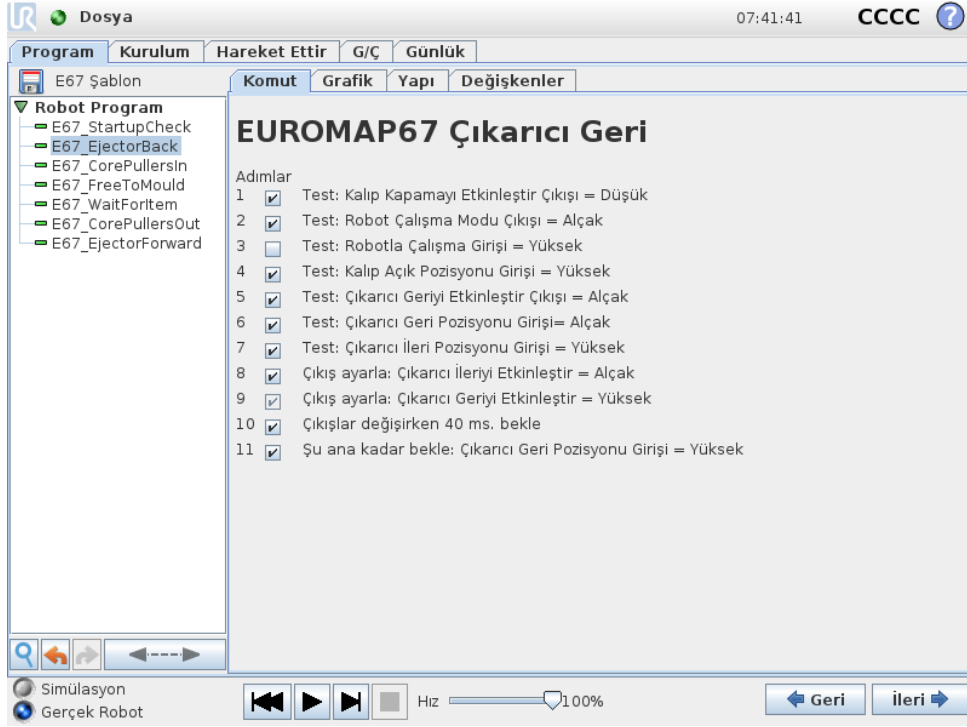 UR Dosya 07:41:41 CCCC ?
Program Kurulum Hareket Ettir G/Ç Günlük
E67 Şablon
Komut Grafik Yapı Değişkenler
Robot Program
E67_StartupCheck
E67_EjectorBack
E67_CorePullersIn
E67_FreeToMould
E67_WaitForItem
E67_CorePullersOut
E67_EjectorForward
EUROMAP67 Çıkarıcı Geri
Adımlar
1 Test: Kalıp Kapamayı Etkinleştir Çıkışı = Düşük
2 Test: Robot Çalışma Modu Çıkışı = Alçak
3 Test: Robotla Çalışma Girişi = Yüksek
4 Test: Kalıp Açık Pozisyonu Girişi = Yüksek
5 Test: Çıkarıcı Geriyi Etkinleştir Çıkışı = Alçak
6 Test: Çıkarıcı Geri Pozisyonu Girişi= Alçak
7 Test: Çıkarıcı İleri Pozisyonu Girişi = Yüksek
8 Çıkış ayarla: Çıkarıcı İleriyi Etkinleştir = Alçak
9 Çıkış ayarla: Çıkarıcı Geriyi Etkinleştir = Yüksek
10 Çıkışlar değişirken 40 ms. bekle
11 Şu ana kadar bekle: Çıkarıcı Geri Pozisyonu Girişi = Yüksek
Simülasyon
Gerçek Robot
Hız 100%
Geri İleri